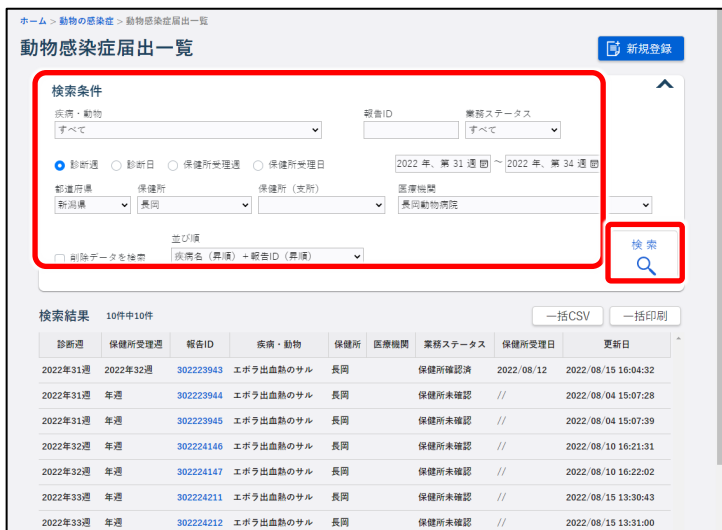 ホーム > 動物の感染症 > 動物感染症届出一覧
動物感染症届出一覧
新規登録
検索条件
疾病・動物 報告ID 業務ステータス
すべて すべて
診断週 診断日 保健所受理週 保健所受理日 2022 年、第 31 週 ~ 2022 年、第 34 週
都道府県 保健所 保健所（支所） 医療機関
新潟県 長岡 長岡動物病院
並び順
削除データを検索 疾病名（昇順）＋報告ID（昇順）
検 索
検索結果 10件中10件 一括CSV 一括印刷
診断週 保健所受理週 報告ID 疾病・動物 保健所 医療機関 業務ステータス 保健所受理日 更新日
2022年31週 2022年32週 302223943 エボラ出血熱のサル 長岡 保健所確認済 2022/08/12 2022/08/15 16:04:32
2022年31週 年週 302223944 エボラ出血熱のサル 長岡 保健所未確認 // 2022/08/04 15:07:28
2022年31週 年週 302223945 エボラ出血熱のサル 長岡 保健所未確認 // 2022/08/04 15:07:39
2022年32週 年週 302224146 エボラ出血熱のサル 長岡 保健所未確認 // 2022/08/10 16:21:31
2022年32週 年週 302224147 エボラ出血熱のサル 長岡 保健所未確認 // 2022/08/10 16:22:02
2022年33週 年週 302224211 エボラ出血熱のサル 長岡 保健所未確認 // 2022/08/15 13:30:43
2022年33週 年週 302224212 エボラ出血熱のサル 長岡 保健所未確認 // 2022/08/15 13:31:00